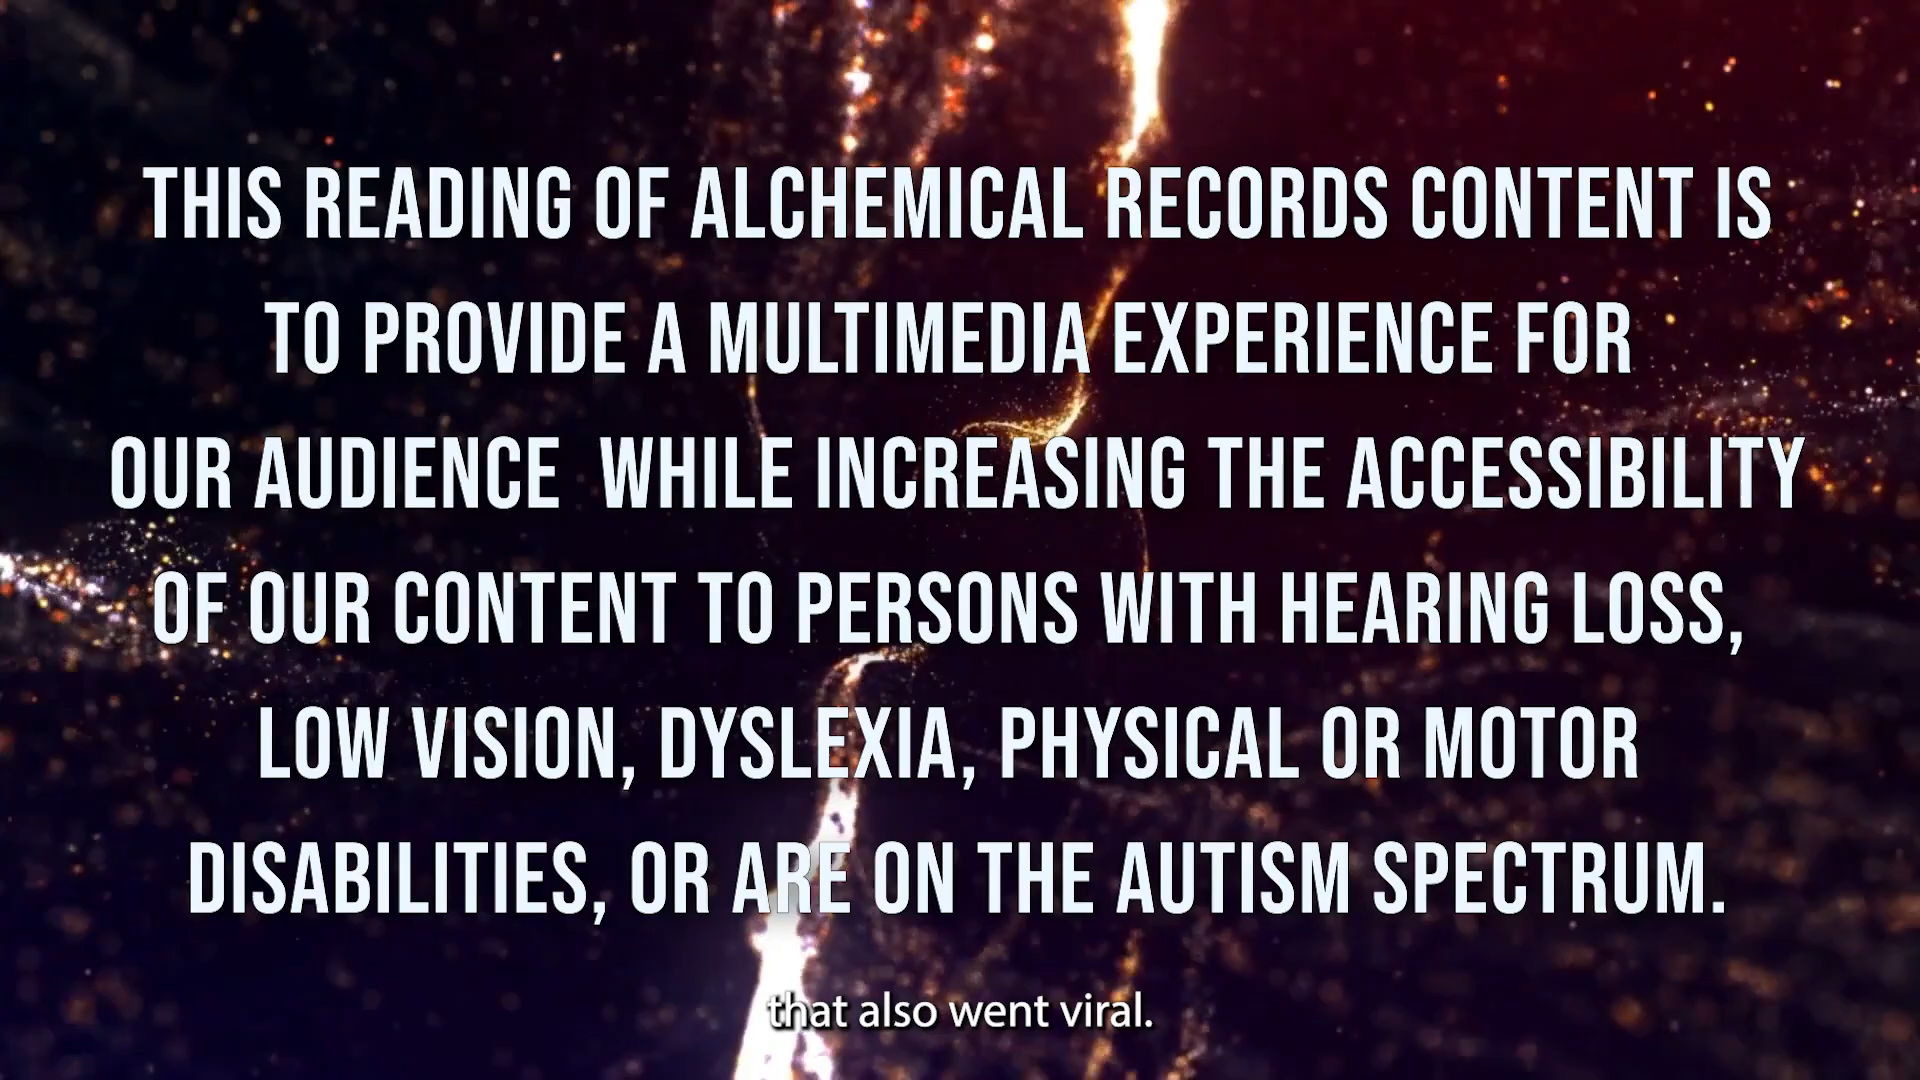 THIS READING OF ALCHEMICAL RECORDS CONTENT IS
TO PROVIDE A MULTIMEDIA EXPERIENCE FOR
OUR AUDIENCE  WHILE INCREASING THE ACCESSIBILITY
OF OUR CONTENT TO PERSONS WITH HEARING LOSS,
LOW VISION, DYSLEXIA, PHYSICAL OR MOTOR
DISABILITIES, OR ARE ON THE AUTISM SPECTRUM.
that also went viral.